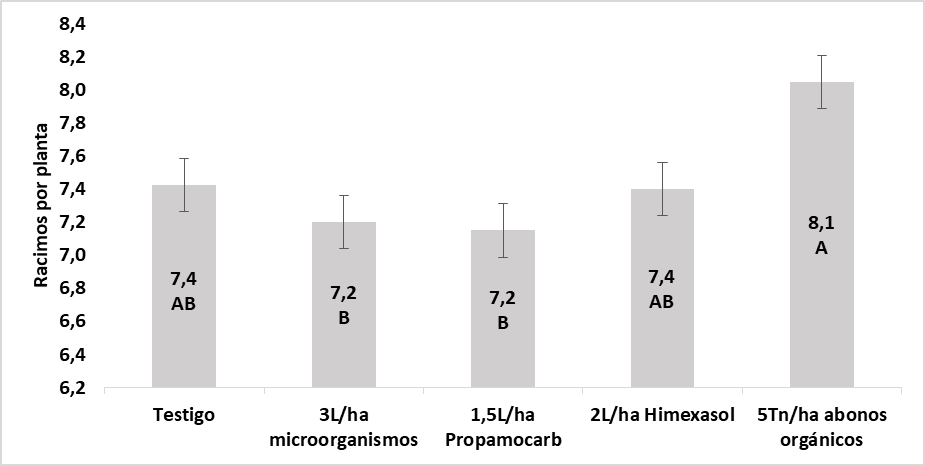 Racimos por planta
8,4
8,2
8,0
7,8
7,6
7,4
7,2
7,0
6,8
6,6
6,4
6,2
7,4
AB
7,2
B
7,2
B
7,4
AB
8,1
A
Testigo
3L/ha
microorganismos
1,5L/ha
Propamocarb
2L/ha Himexasol
5Tn/ha abonos
orgánicos